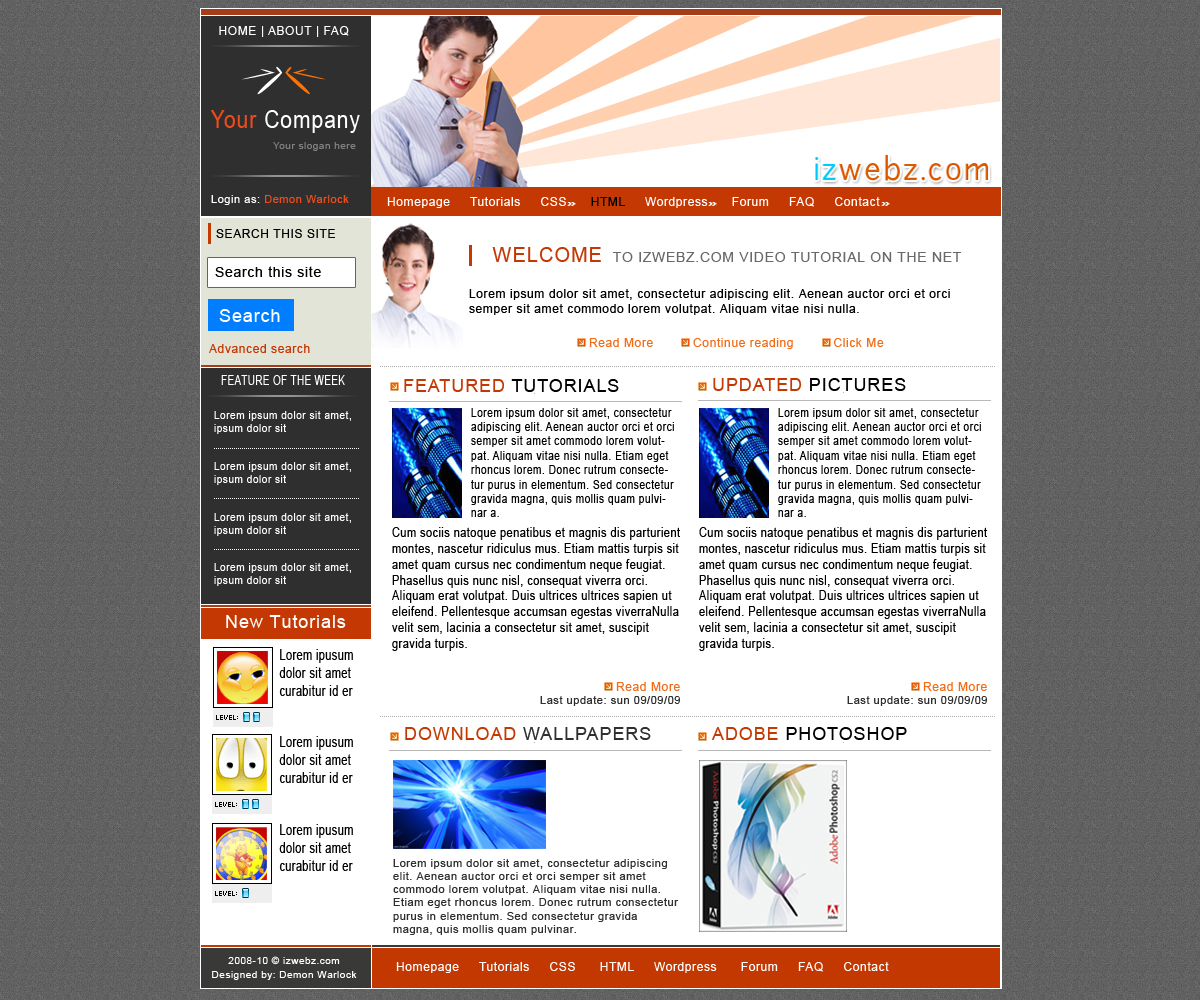 HOME | ABOUT | FAQ
Your Company
Your slogan here
Login as: Demon Warlock
izwebz.com
Homepage Tutorials CSS HTML Wordpress Forum FAQ Contact
SEARCH THIS SITE
Search this site
Search
Advanced search
FEATURE OF THE WEEK
Lorem ipsum dolor sit amet,
ipsum dolor sit
Lorem ipsum dolor sit amet,
ipsum dolor sit
Lorem ipsum dolor sit amet,
ipsum dolor sit
Lorem ipsum dolor sit amet,
ipsum dolor sit
New Tutorials
Lorem ipusum
dolor sit amet
curabitur id er
LEVEL:
Lorem ipusum
dolor sit amet
curabitur id er
LEVEL:
Lorem ipusum
dolor sit amet
curabitur id er
LEVEL:
WELCOME TO IZWEBZ.COM VIDEO TUTORIAL ON THE NET
Lorem ipsum dolor sit amet, consectetur adipiscing elit. Aenean auctor orci et orci
semper sit amet commodo lorem volutpat. Aliquam vitae nisi nulla.
Read More Continue reading Click Me
FEATURED TUTORIALS
Lorem ipsum dolor sit amet, consectetur
adipiscing elit. Aenean auctor orci et orci
semper sit amet commodo lorem volut-
pat. Aliquam vitae nisi nulla. Etiam eget
rhoncus lorem. Donec rutrum consecte-
tur purus in elementum. Sed consectetur
gravida magna, quis mollis quam pulvi-
nar a.
Cum sociis natoque penatibus et magnis dis parturient
montes, nascetur ridiculus mus. Etiam mattis turpis sit
amet quam cursus nec condimentum neque feugiat.
Phasellus quis nunc nisl, consequat viverra orci.
Aliquam erat volutpat. Duis ultrices ultrices sapien ut
eleifend. Pellentesque accumsan egestas viverraNulla
velit sem, lacinia a consectetur sit amet, suscipit
gravida turpis.
Read More
Last update: sun 09/09/09
UPDATED PICTURES
Lorem ipsum dolor sit amet, consectetur
adipiscing elit. Aenean auctor orci et orci
semper sit amet commodo lorem volut-
pat. Aliquam vitae nisi nulla. Etiam eget
rhoncus lorem. Donec rutrum consecte-
tur purus in elementum. Sed consectetur
gravida magna, quis mollis quam pulvi-
nar a.
Cum sociis natoque penatibus et magnis dis parturient
montes, nascetur ridiculus mus. Etiam mattis turpis sit
amet quam cursus nec condimentum neque feugiat.
Phasellus quis nunc nisl, consequat viverra orci.
Aliquam erat volutpat. Duis ultrices ultrices sapien ut
eleifend. Pellentesque accumsan egestas viverraNulla
velit sem, lacinia a consectetur sit amet, suscipit
gravida turpis.
Read More
Last update: sun 09/09/09
DOWNLOAD WALLPAPERS
Lorem ipsum dolor sit amet, consectetur adipiscing
elit. Aenean auctor orci et orci semper sit amet
commodo lorem volutpat. Aliquam vitae nisi nulla.
Etiam eget rhoncus lorem. Donec rutrum consectetur
purus in elementum. Sed consectetur gravida
magna, quis mollis quam pulvinar.
ADOBE PHOTOSHOP
Adobe Photoshop CS2
Adobe Photoshop CS2
Adobe
Adobe
2008-10 © izwebz.com
Designed by: Demon Warlock
Homepage Tutorials CSS HTML Wordpress Forum FAQ Contact